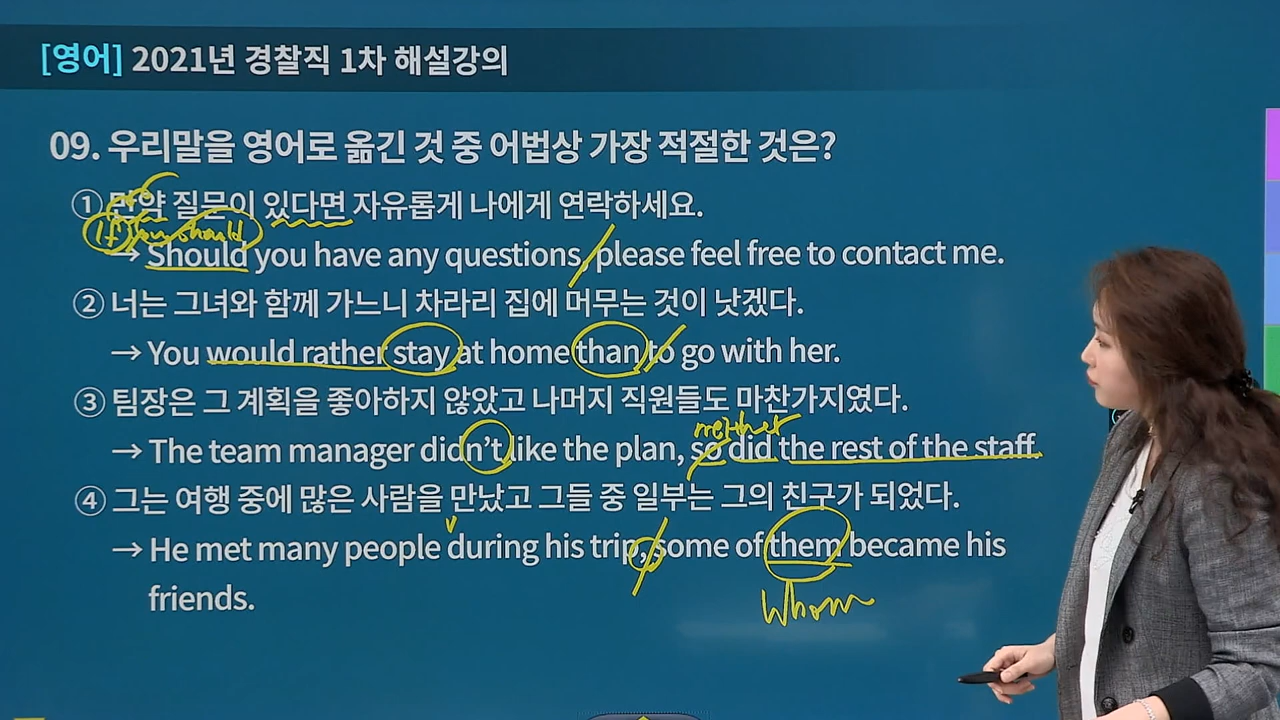 [영어] 2021년 경찰직 1차 해설강의
09. 우리말을 영어로 옮긴 것 중 어법상 가장 적절한 것은?
① 만약 질문이 있다면 자유롭게 나에게 연락하세요.
If you should
→ Should you have any questions, please feel free to contact me.
② 너는 그녀와 함께 가느니 차라리 집에 머무는 것이 낫겠다.
→ You would rather stay at home than to go with her.
③ 팀장은 그 계획을 좋아하지 않았고 나머지 직원들도 마찬가지였다.
neither
→ The team manager didn't like the plan, so did the rest of the staff.
④ 그는 여행 중에 많은 사람을 만났고 그들 중 일부는 그의 친구가 되었다.
→ He met many people during his trip, some of them became his
whom
friends.